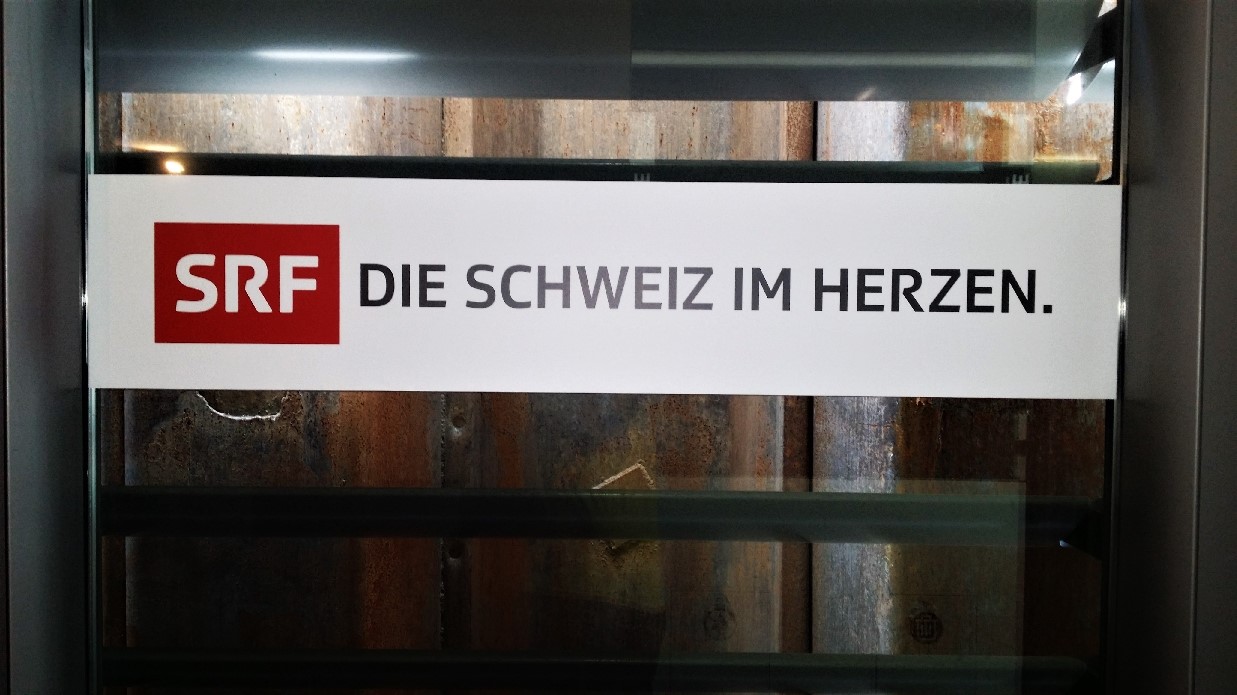 SRF DIE SCHWEIZ IM HERZEN.